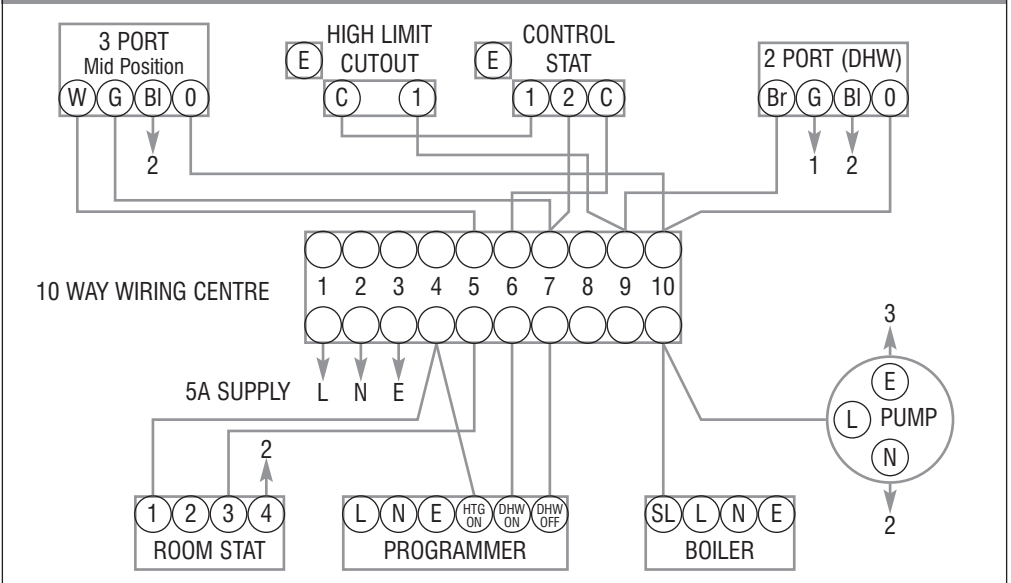 3 PORT
Mid Position
W G Bl 0
2
E
HIGH LIMIT
CUTOUT
C 1
E
CONTROL
STAT
1 2 C
2 PORT (DHW)
Br G Bl 0
1 2
10 WAY WIRING CENTRE
1 2 3 4 5 6 7 8 9 10
5A SUPPLY L N E
3
E
L PUMP
N
2
2
1 2 3 4
ROOM STAT
L N E HTG ON DHW ON DHW OFF
PROGRAMMER
SL L N E
BOILER